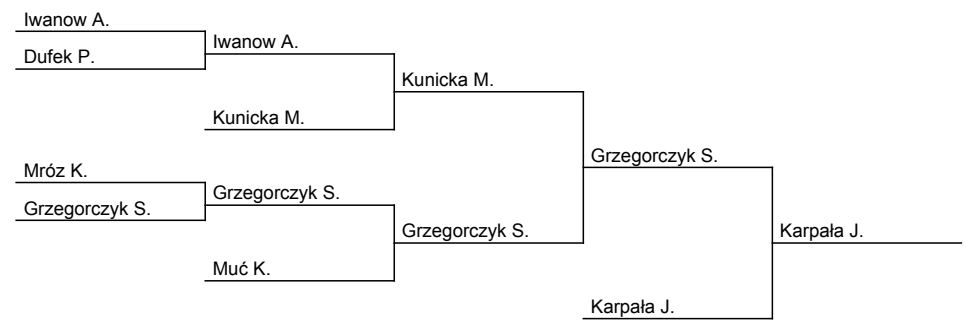 Iwanow A.
Dufek P.
Iwanow A.
Kunicka M.
Kunicka M.
Mróz K.
Grzegorczyk S.
Grzegorczyk S.
Muć K.
Grzegorczyk S.
Grzegorczyk S.
Karpała J.
Karpała J.